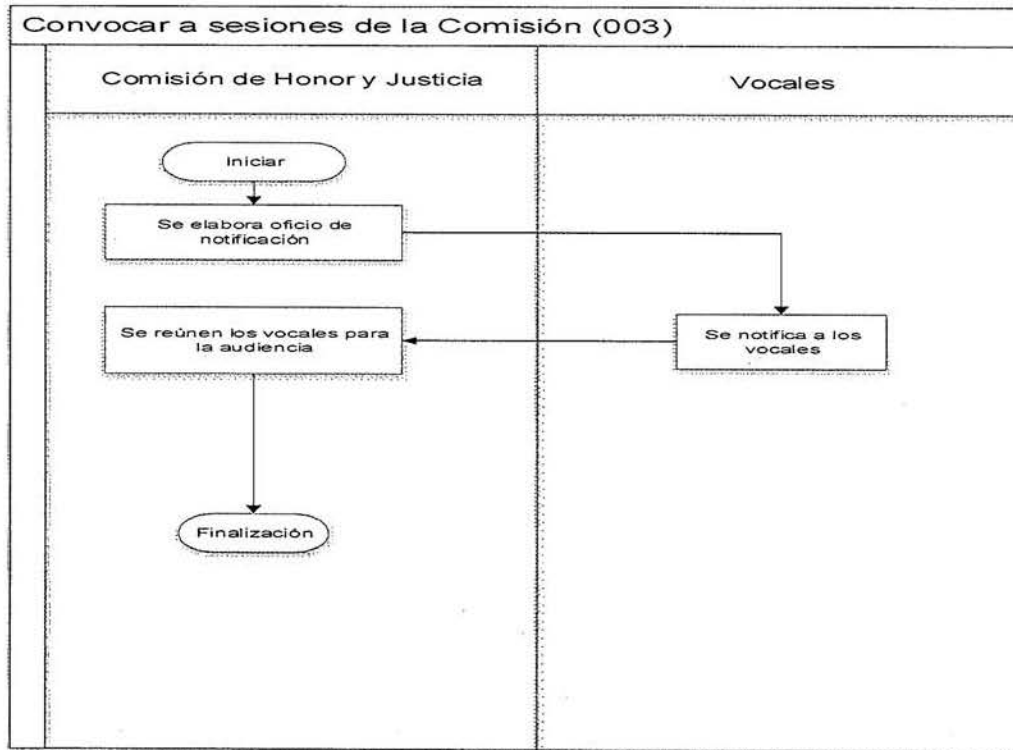 Convocar a sesiones de la Comisión (003)
Comisión de Honor y Justicia
Vocales
Iniciar
Se elabora oficio de
notificación
Se notifica a los
vocales
Se reúnen los vocales para
la audiencia
Finalización